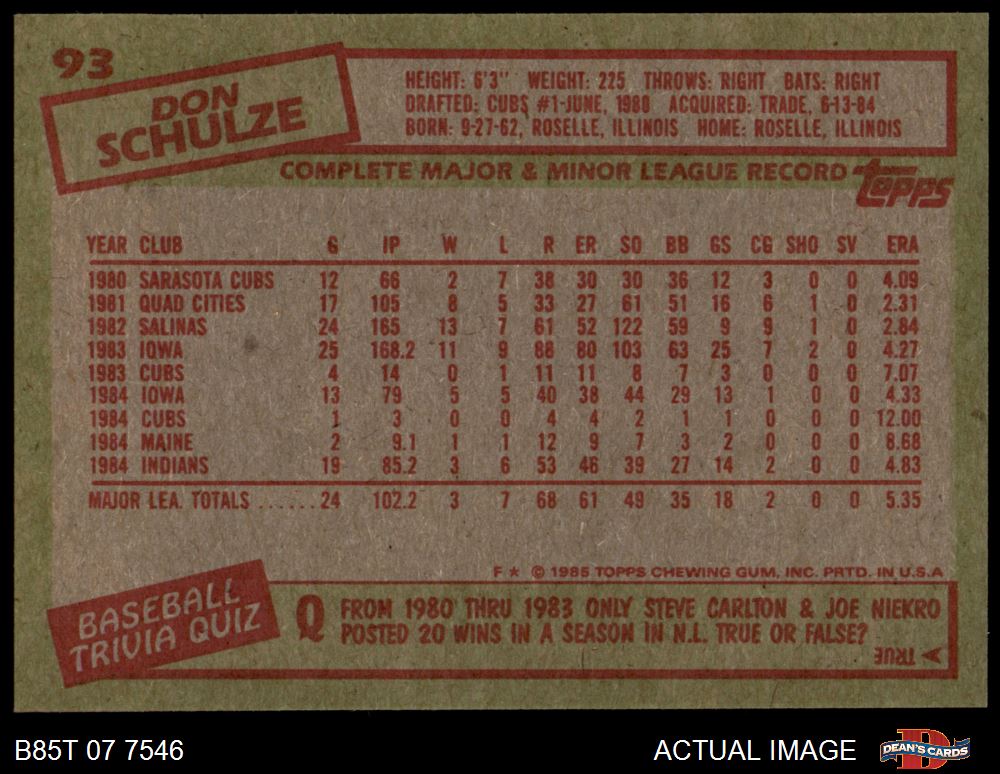 93
DON
SCHULZE
HEIGHT: 6'3" WEIGHT: 225 THROWS: RIGHT BATS: RIGHT
DRAFTED: CUBS #1-JUNE, 1980 ACQUIRED: TRADE, 6-13-84
BORN: 9-27-62, ROSELLE, ILLINOIS HOME: ROSELLE, ILLINOIS
COMPLETE MAJOR & MINOR LEAGUE RECORD topps
YEAR CLUB G IP W L R ER SO BB GS CG SHO SV ERA
1980 SARASOTA CUBS 12 66 2 7 38 30 30 36 12 3 0 0 4.09
1981 QUAD CITIES 17 105 8 5 33 27 61 51 16 6 1 0 2.31
1982 SALINAS 24 165 13 7 61 52 122 59 9 9 1 0 2.84
1983 IOWA 25 168.2 11 9 88 80 103 63 25 7 2 0 4.27
1983 CUBS 4 14 0 1 11 11 8 7 3 0 0 0 7.07
1984 IOWA 13 79 5 5 40 38 44 29 13 1 0 0 4.33
1984 CUBS 1 3 0 0 4 4 2 1 1 0 0 0 12.00
1984 MAINE 2 9.1 1 1 12 9 7 3 2 0 0 0 8.68
1984 INDIANS 19 85.2 3 6 53 46 39 27 14 2 0 0 4.83
MAJOR LEA. TOTALS ...... 24 102.2 3 7 68 61 49 35 18 2 0 0 5.35
F ★ © 1985 TOPPS CHEWING GUM, INC. PRTD. IN U.S.A
BASEBALL
TRIVIA QUIZ
Q FROM 1980 THRU 1983 ONLY STEVE CARLTON & JOE NIEKRO
POSTED 20 WINS IN A SEASON IN N.L. TRUE OR FALSE?
A TRUE
B85T 07 7546 ACTUAL IMAGE DEAN'S CARDS